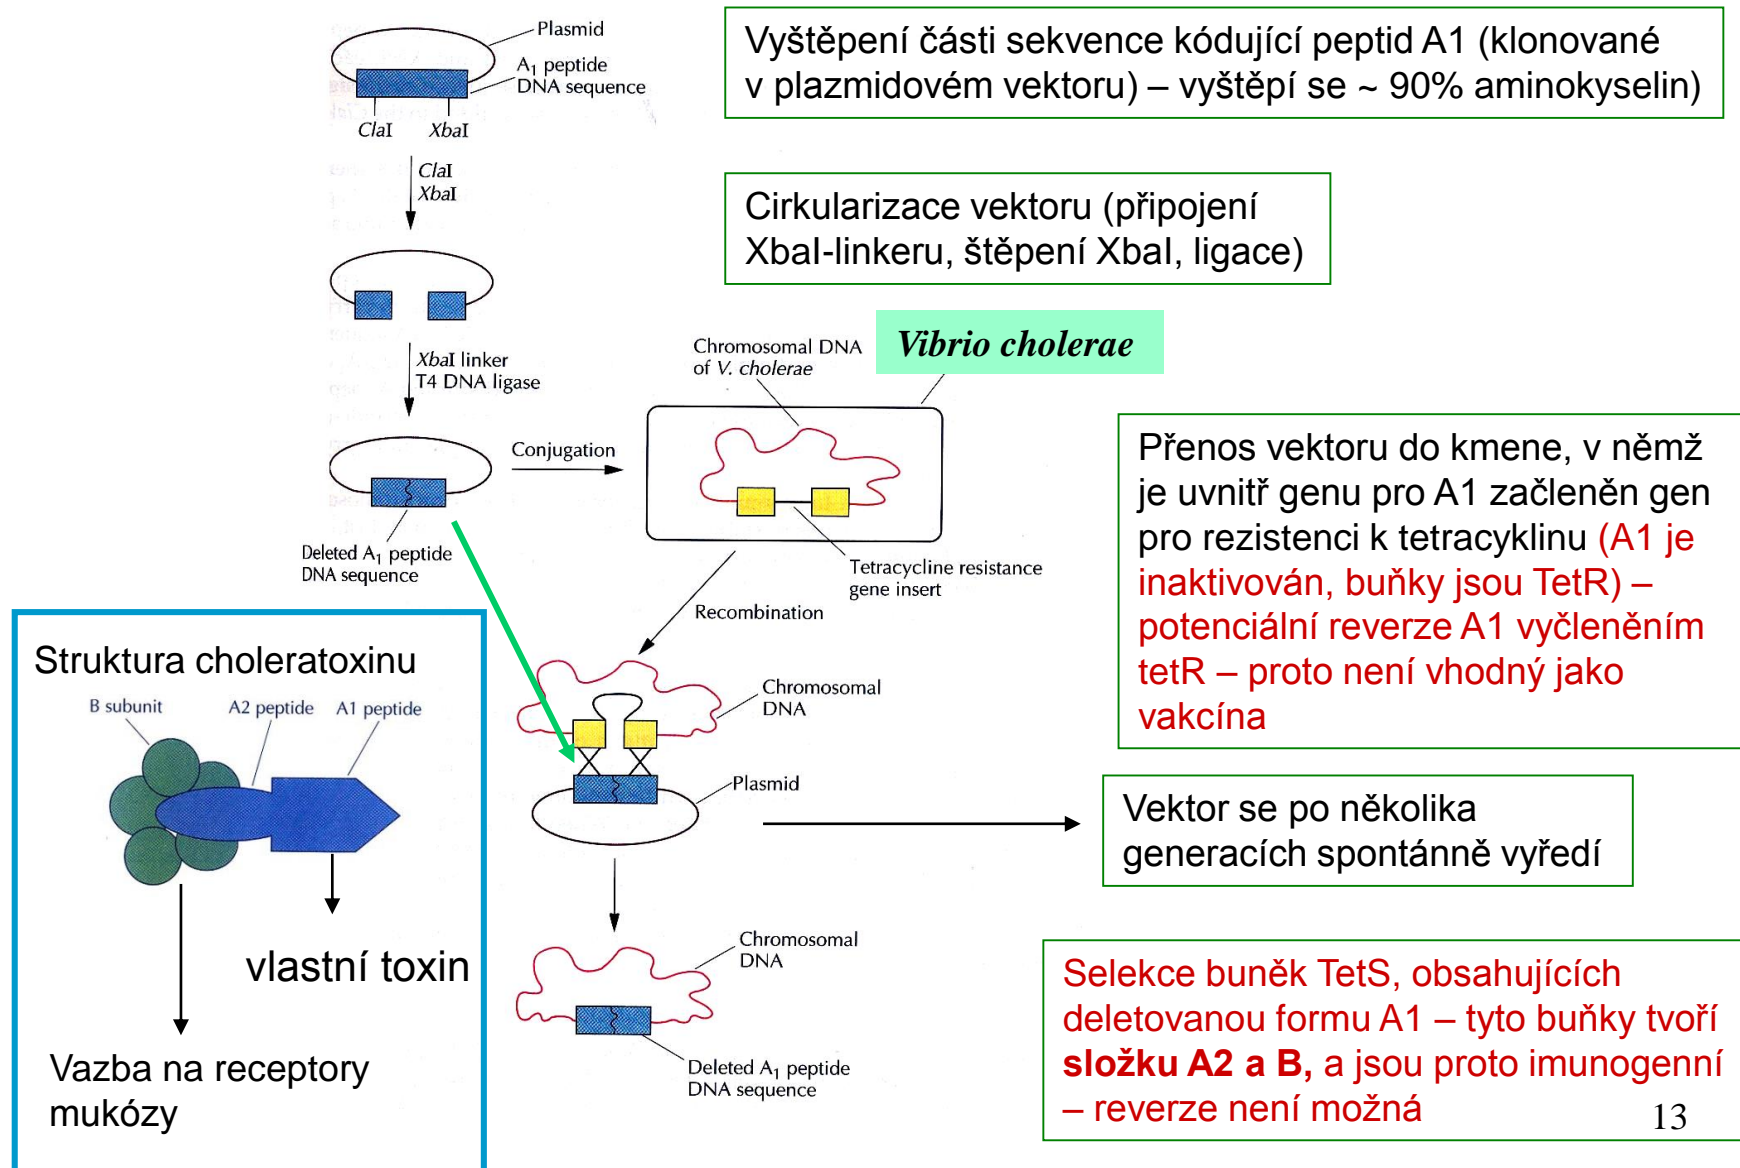 Plasmid
A1 peptide
DNA sequence
ClaI XbaI
ClaI
XbaI
XbaI linker
T4 DNA ligase
Conjugation
Deleted A1 peptide
DNA sequence
Vyštěpení části sekvence kódující peptid A1 (klonované
v plazmidovém vektoru) – vyštěpí se ~ 90% aminokyselin)
Cirkularizace vektoru (připojení
XbaI-linkeru, štěpení XbaI, ligace)
Chromosomal DNA
of V. cholerae
Vibrio cholerae
Tetracycline resistance
gene insert
Recombination
Přenos vektoru do kmene, v němž
je uvnitř genu pro A1 začleněn gen
pro rezistenci k tetracyklinu (A1 je
inaktivován, buňky jsou TetR) –
potenciální reverze A1 vyčleněním
tetR – proto není vhodný jako
vakcína
Chromosomal
DNA
Plasmid
Vektor se po několika
generacích spontánně vyředí
Chromosomal
DNA
Deleted A1 peptide
DNA sequence
Selekce buněk TetS, obsahujících
deletovanou formu A1 – tyto buňky tvoří
složku A2 a B, a jsou proto imunogenní
– reverze není možná
Struktura choleratoxinu
B subunit A2 peptide A1 peptide
vlastní toxin
Vazba na receptory
mukózy
13